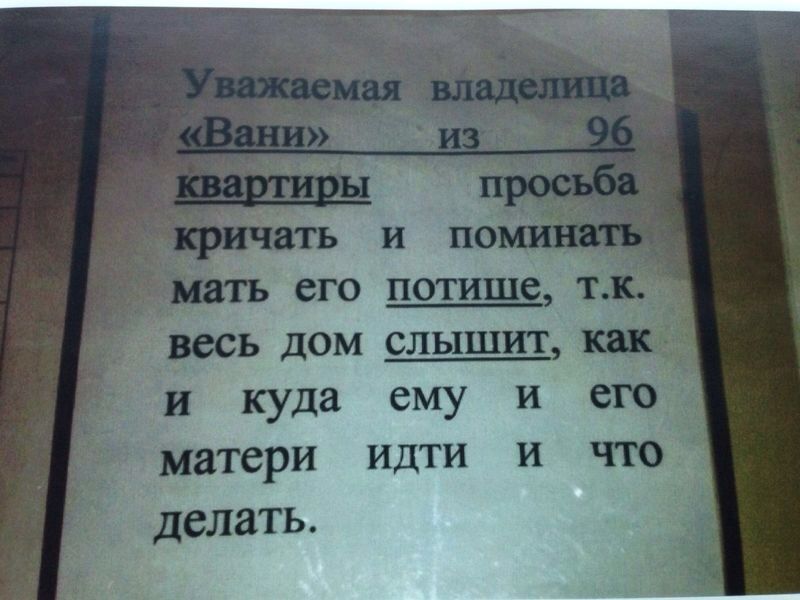 Уважаемая владелица
«Вани» из 96
квартиры просьба
кричать и поминать
мать его потише, т.к.
весь дом слышит, как
и куда ему и его
матери идти и что
делать.